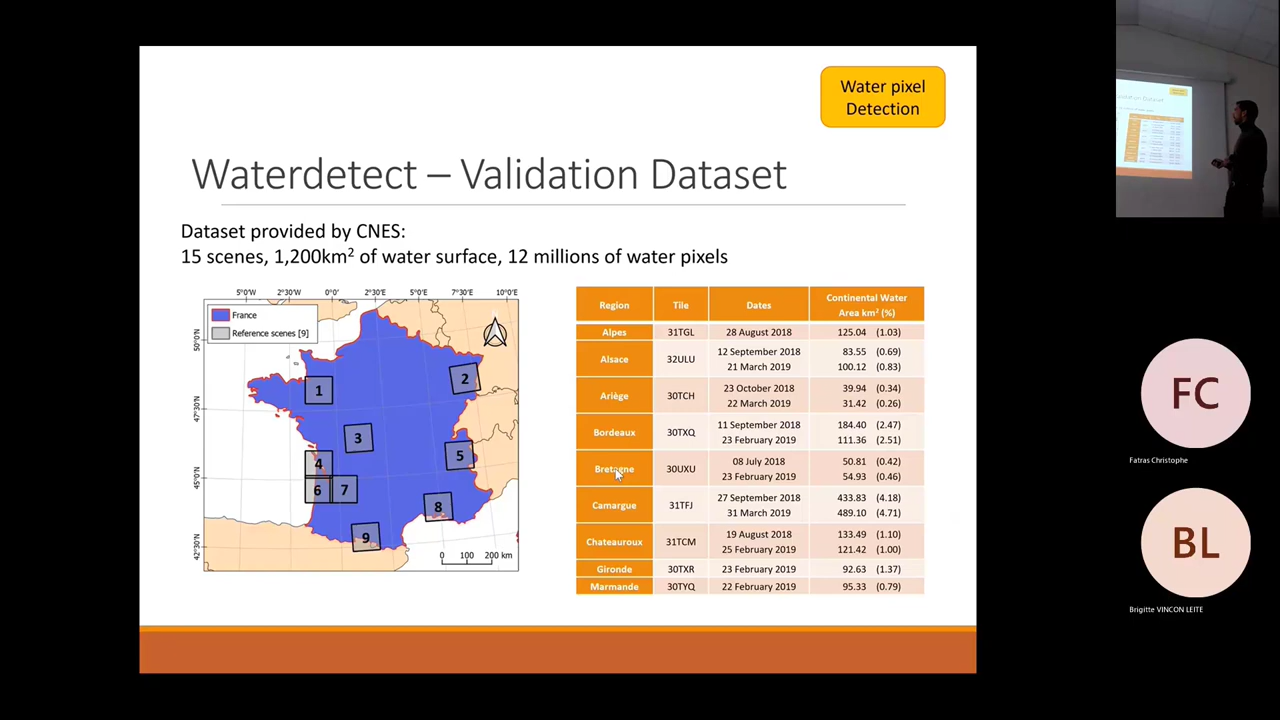 Water pixel
Detection
Waterdetect – Validation Dataset
Dataset provided by CNES:
15 scenes, 1,200km² of water surface, 12 millions of water pixels
5°0'W 2°30'W 0°0' 2°30'E 5°0'E 7°30'E 10°0'E
France
Reference scenes [9]
50°0'N
47°30'N
45°0'N
42°30'N
1
2
3
4
5
6
7
8
9
0 100 200 km
Region Tile Dates Continental Water Area km² (%)
Alpes 31TGL 28 August 2018 125.04 (1.03)
Alsace 32ULU 12 September 2018 83.55 (0.69)
21 March 2019 100.12 (0.83)
Ariège 30TCH 23 October 2018 39.94 (0.34)
22 March 2019 31.42 (0.26)
Bordeaux 30TXQ 11 September 2018 184.40 (2.47)
23 February 2019 111.36 (2.51)
Bretagne 30UXU 08 July 2018 50.81 (0.42)
23 February 2019 54.93 (0.46)
Camargue 31TFJ 27 September 2018 433.83 (4.18)
31 March 2019 489.10 (4.71)
Chateauroux 31TCM 19 August 2018 133.49 (1.10)
25 February 2019 121.42 (1.00)
Gironde 30TXR 23 February 2019 92.63 (1.37)
Marmande 30TYQ 22 February 2019 95.33 (0.79)
FC
Fatras Christophe
BL
Brigitte VINCON LEITE